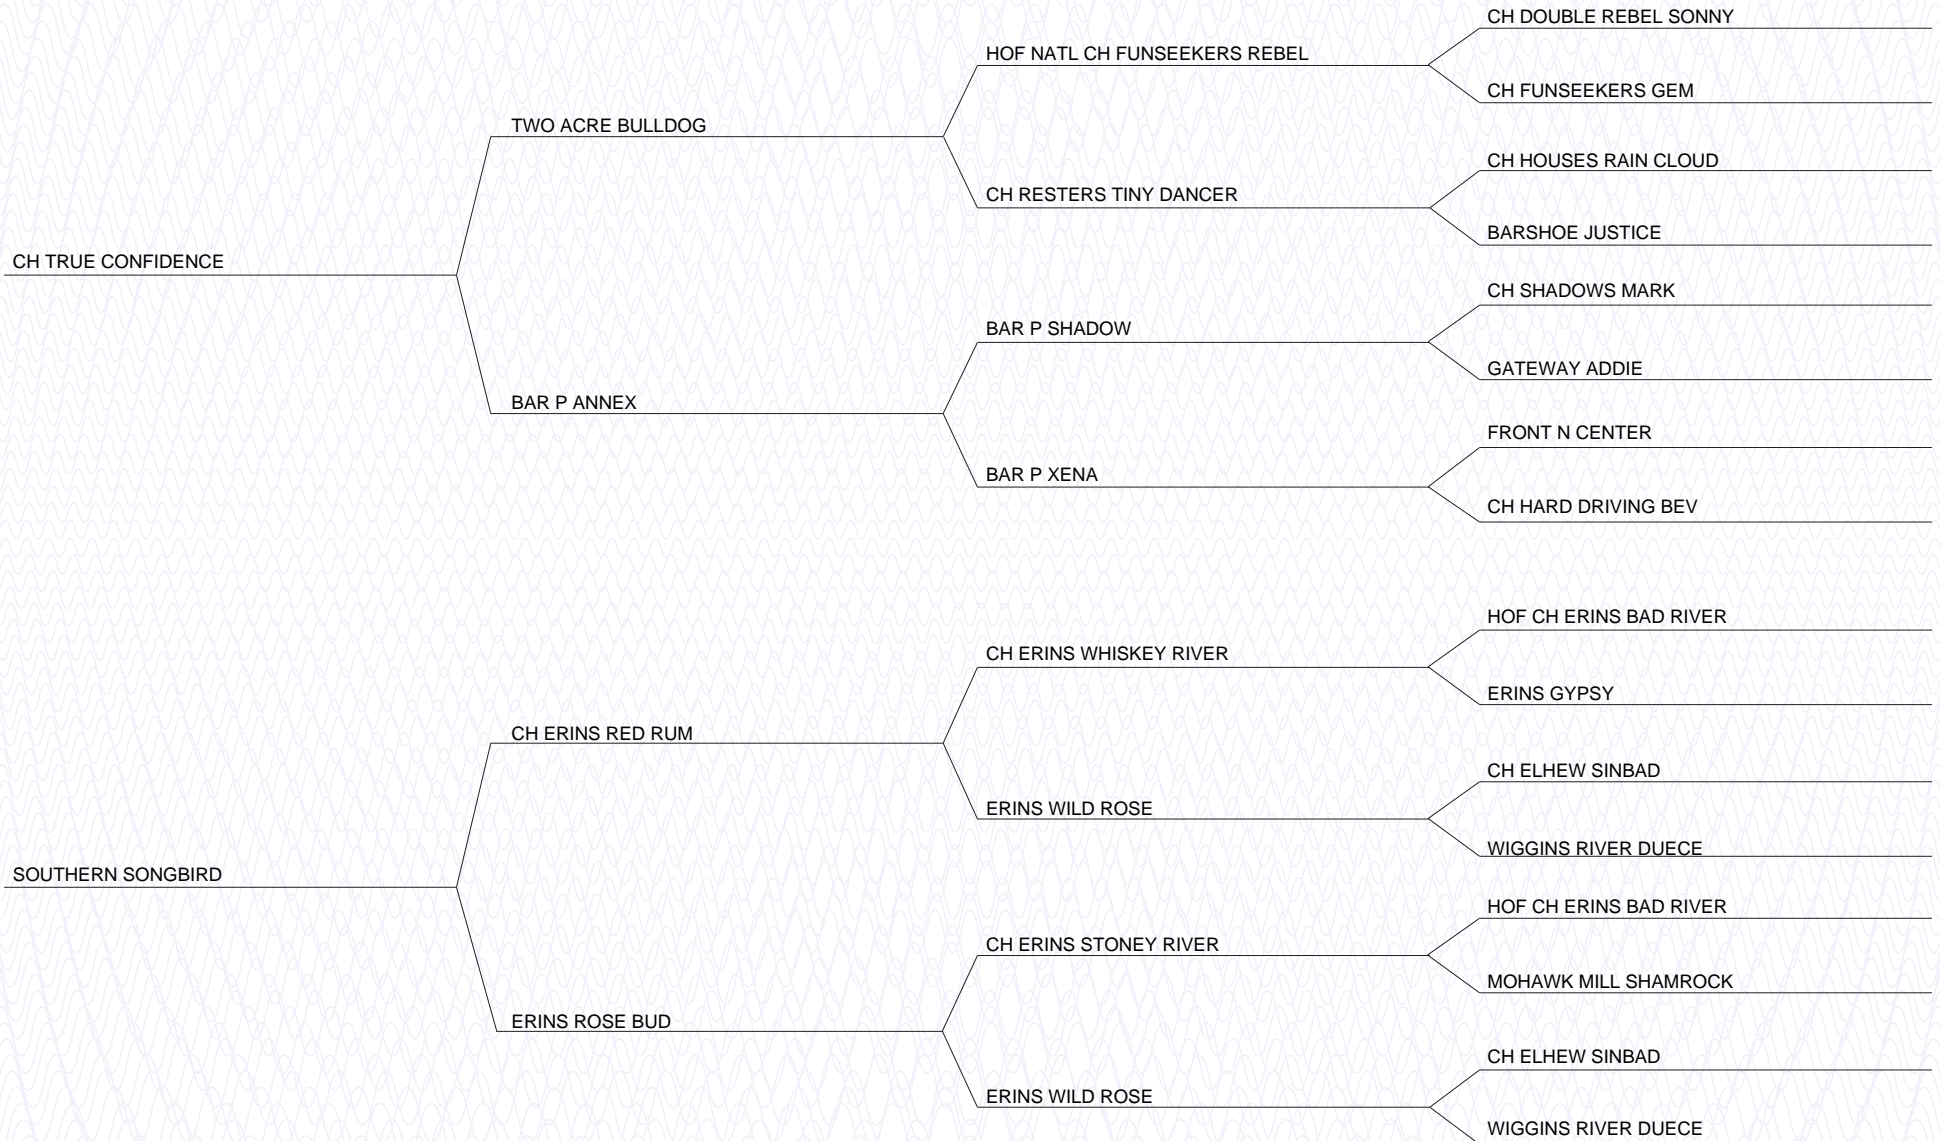 CH DOUBLE REBEL SONNY
HOF NATL CH FUNSEEKERS REBEL
CH FUNSEEKERS GEM
TWO ACRE BULLDOG
CH HOUSES RAIN CLOUD
CH RESTERS TINY DANCER
BARSHOE JUSTICE
CH TRUE CONFIDENCE
CH SHADOWS MARK
BAR P SHADOW
GATEWAY ADDIE
BAR P ANNEX
FRONT N CENTER
BAR P XENA
CH HARD DRIVING BEV
HOF CH ERINS BAD RIVER
CH ERINS WHISKEY RIVER
ERINS GYPSY
CH ERINS RED RUM
CH ELHEW SINBAD
ERINS WILD ROSE
WIGGINS RIVER DUECE
SOUTHERN SONGBIRD
HOF CH ERINS BAD RIVER
CH ERINS STONEY RIVER
MOHAWK MILL SHAMROCK
ERINS ROSE BUD
CH ELHEW SINBAD
ERINS WILD ROSE
WIGGINS RIVER DUECE